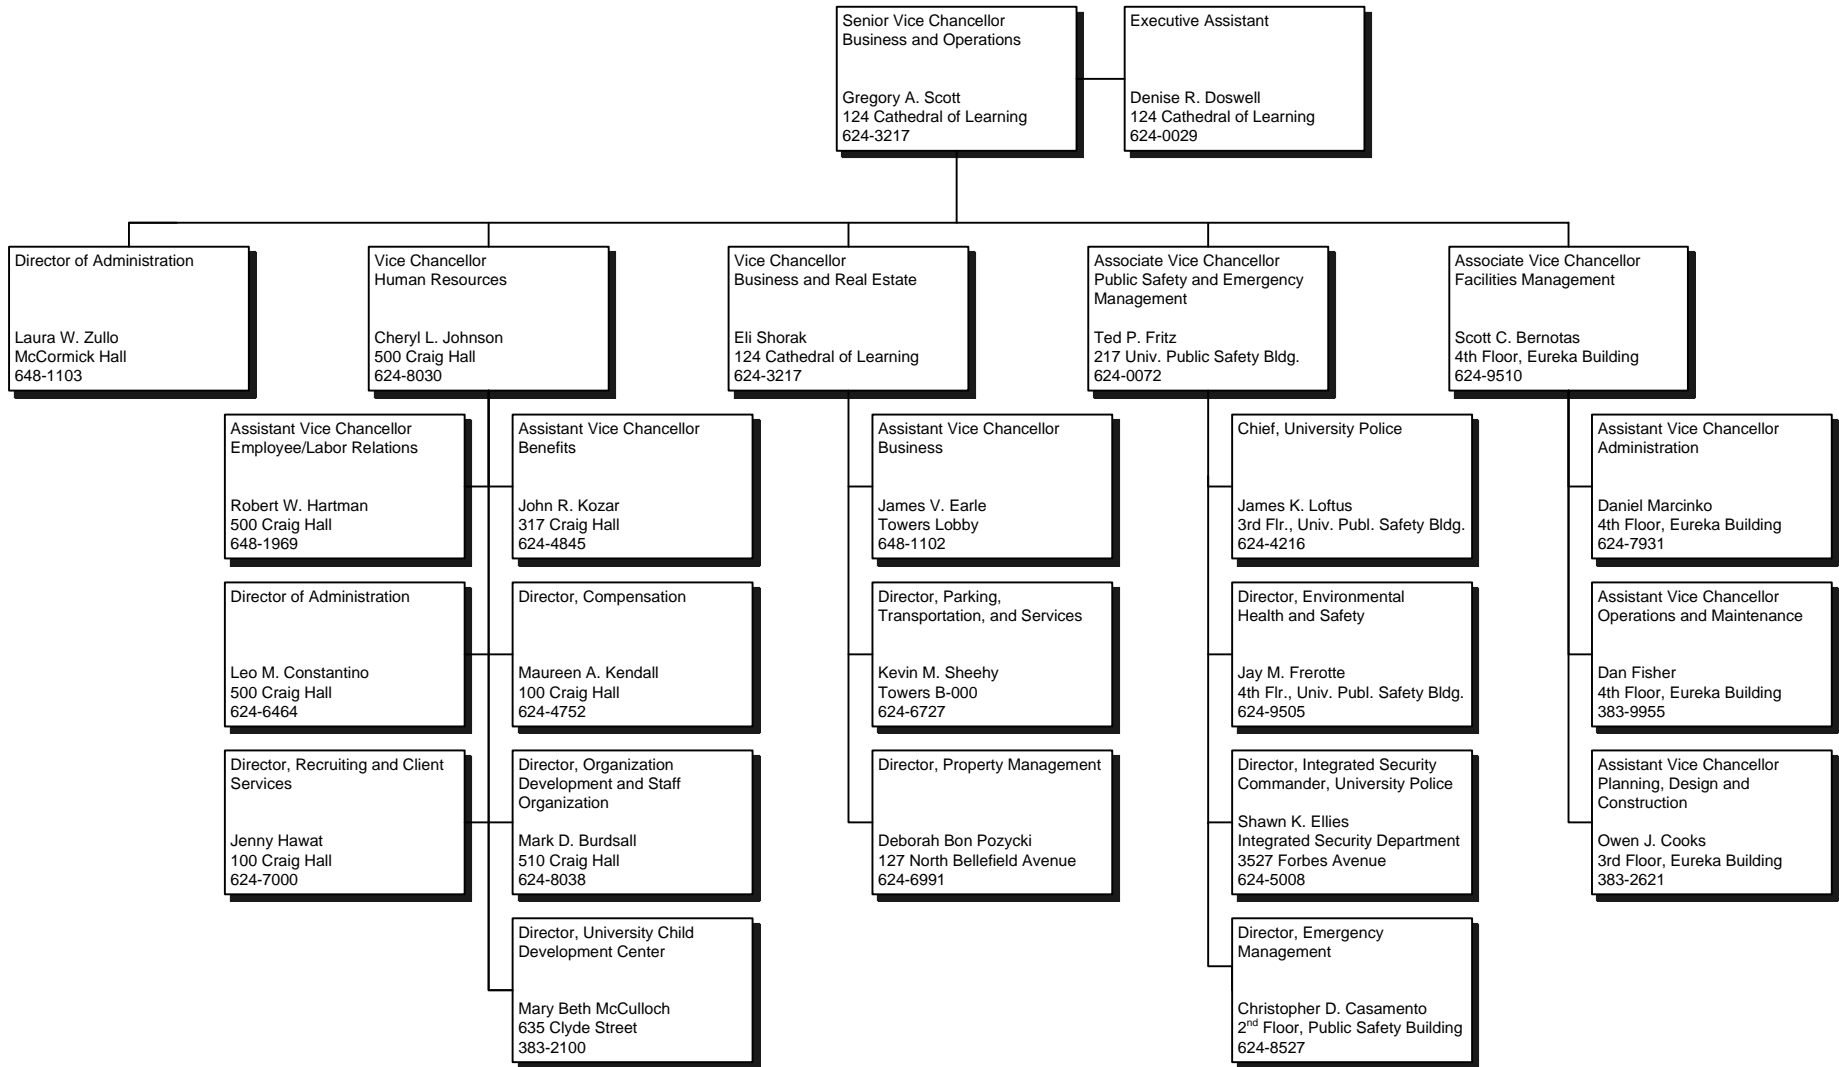 Senior Vice Chancellor
Business and Operations
Gregory A. Scott
124 Cathedral of Learning
624-3217
Executive Assistant
Denise R. Doswell
124 Cathedral of Learning
624-0029
Director of Administration
Laura W. Zullo
McCormick Hall
648-1103
Vice Chancellor
Human Resources
Cheryl L. Johnson
500 Craig Hall
624-8030
Vice Chancellor
Business and Real Estate
Eli Shorak
124 Cathedral of Learning
624-3217
Associate Vice Chancellor
Public Safety and Emergency
Management
Ted P. Fritz
217 Univ. Public Safety Bldg.
624-0072
Associate Vice Chancellor
Facilities Management
Scott C. Bernotas
4th Floor, Eureka Building
624-9510
Assistant Vice Chancellor
Employee/Labor Relations
Robert W. Hartman
500 Craig Hall
648-1969
Assistant Vice Chancellor
Benefits
John R. Kozar
317 Craig Hall
624-4845
Assistant Vice Chancellor
Business
James V. Earle
Towers Lobby
648-1102
Chief, University Police
James K. Loftus
3rd Flr., Univ. Publ. Safety Bldg.
624-4216
Assistant Vice Chancellor
Administration
Daniel Marcinko
4th Floor, Eureka Building
624-7931
Director of Administration
Leo M. Constantino
500 Craig Hall
624-6464
Director, Compensation
Maureen A. Kendall
100 Craig Hall
624-4752
Director, Parking,
Transportation, and Services
Kevin M. Sheehy
Towers B-000
624-6727
Director, Environmental
Health and Safety
Jay M. Frerotte
4th Flr., Univ. Publ. Safety Bldg.
624-9505
Assistant Vice Chancellor
Operations and Maintenance
Dan Fisher
4th Floor, Eureka Building
383-9955
Director, Recruiting and Client
Services
Jenny Hawat
100 Craig Hall
624-7000
Director, Organization
Development and Staff
Organization
Mark D. Burdsall
510 Craig Hall
624-8038
Director, Property Management
Deborah Bon Pozycki
127 North Bellefield Avenue
624-6991
Director, Integrated Security
Commander, University Police
Shawn K. Ellies
Integrated Security Department
3527 Forbes Avenue
624-5008
Assistant Vice Chancellor
Planning, Design and
Construction
Owen J. Cooks
3rd Floor, Eureka Building
383-2621
Director, University Child
Development Center
Mary Beth McCulloch
635 Clyde Street
383-2100
Director, Emergency
Management
Christopher D. Casamento
2nd Floor, Public Safety Building
624-8527